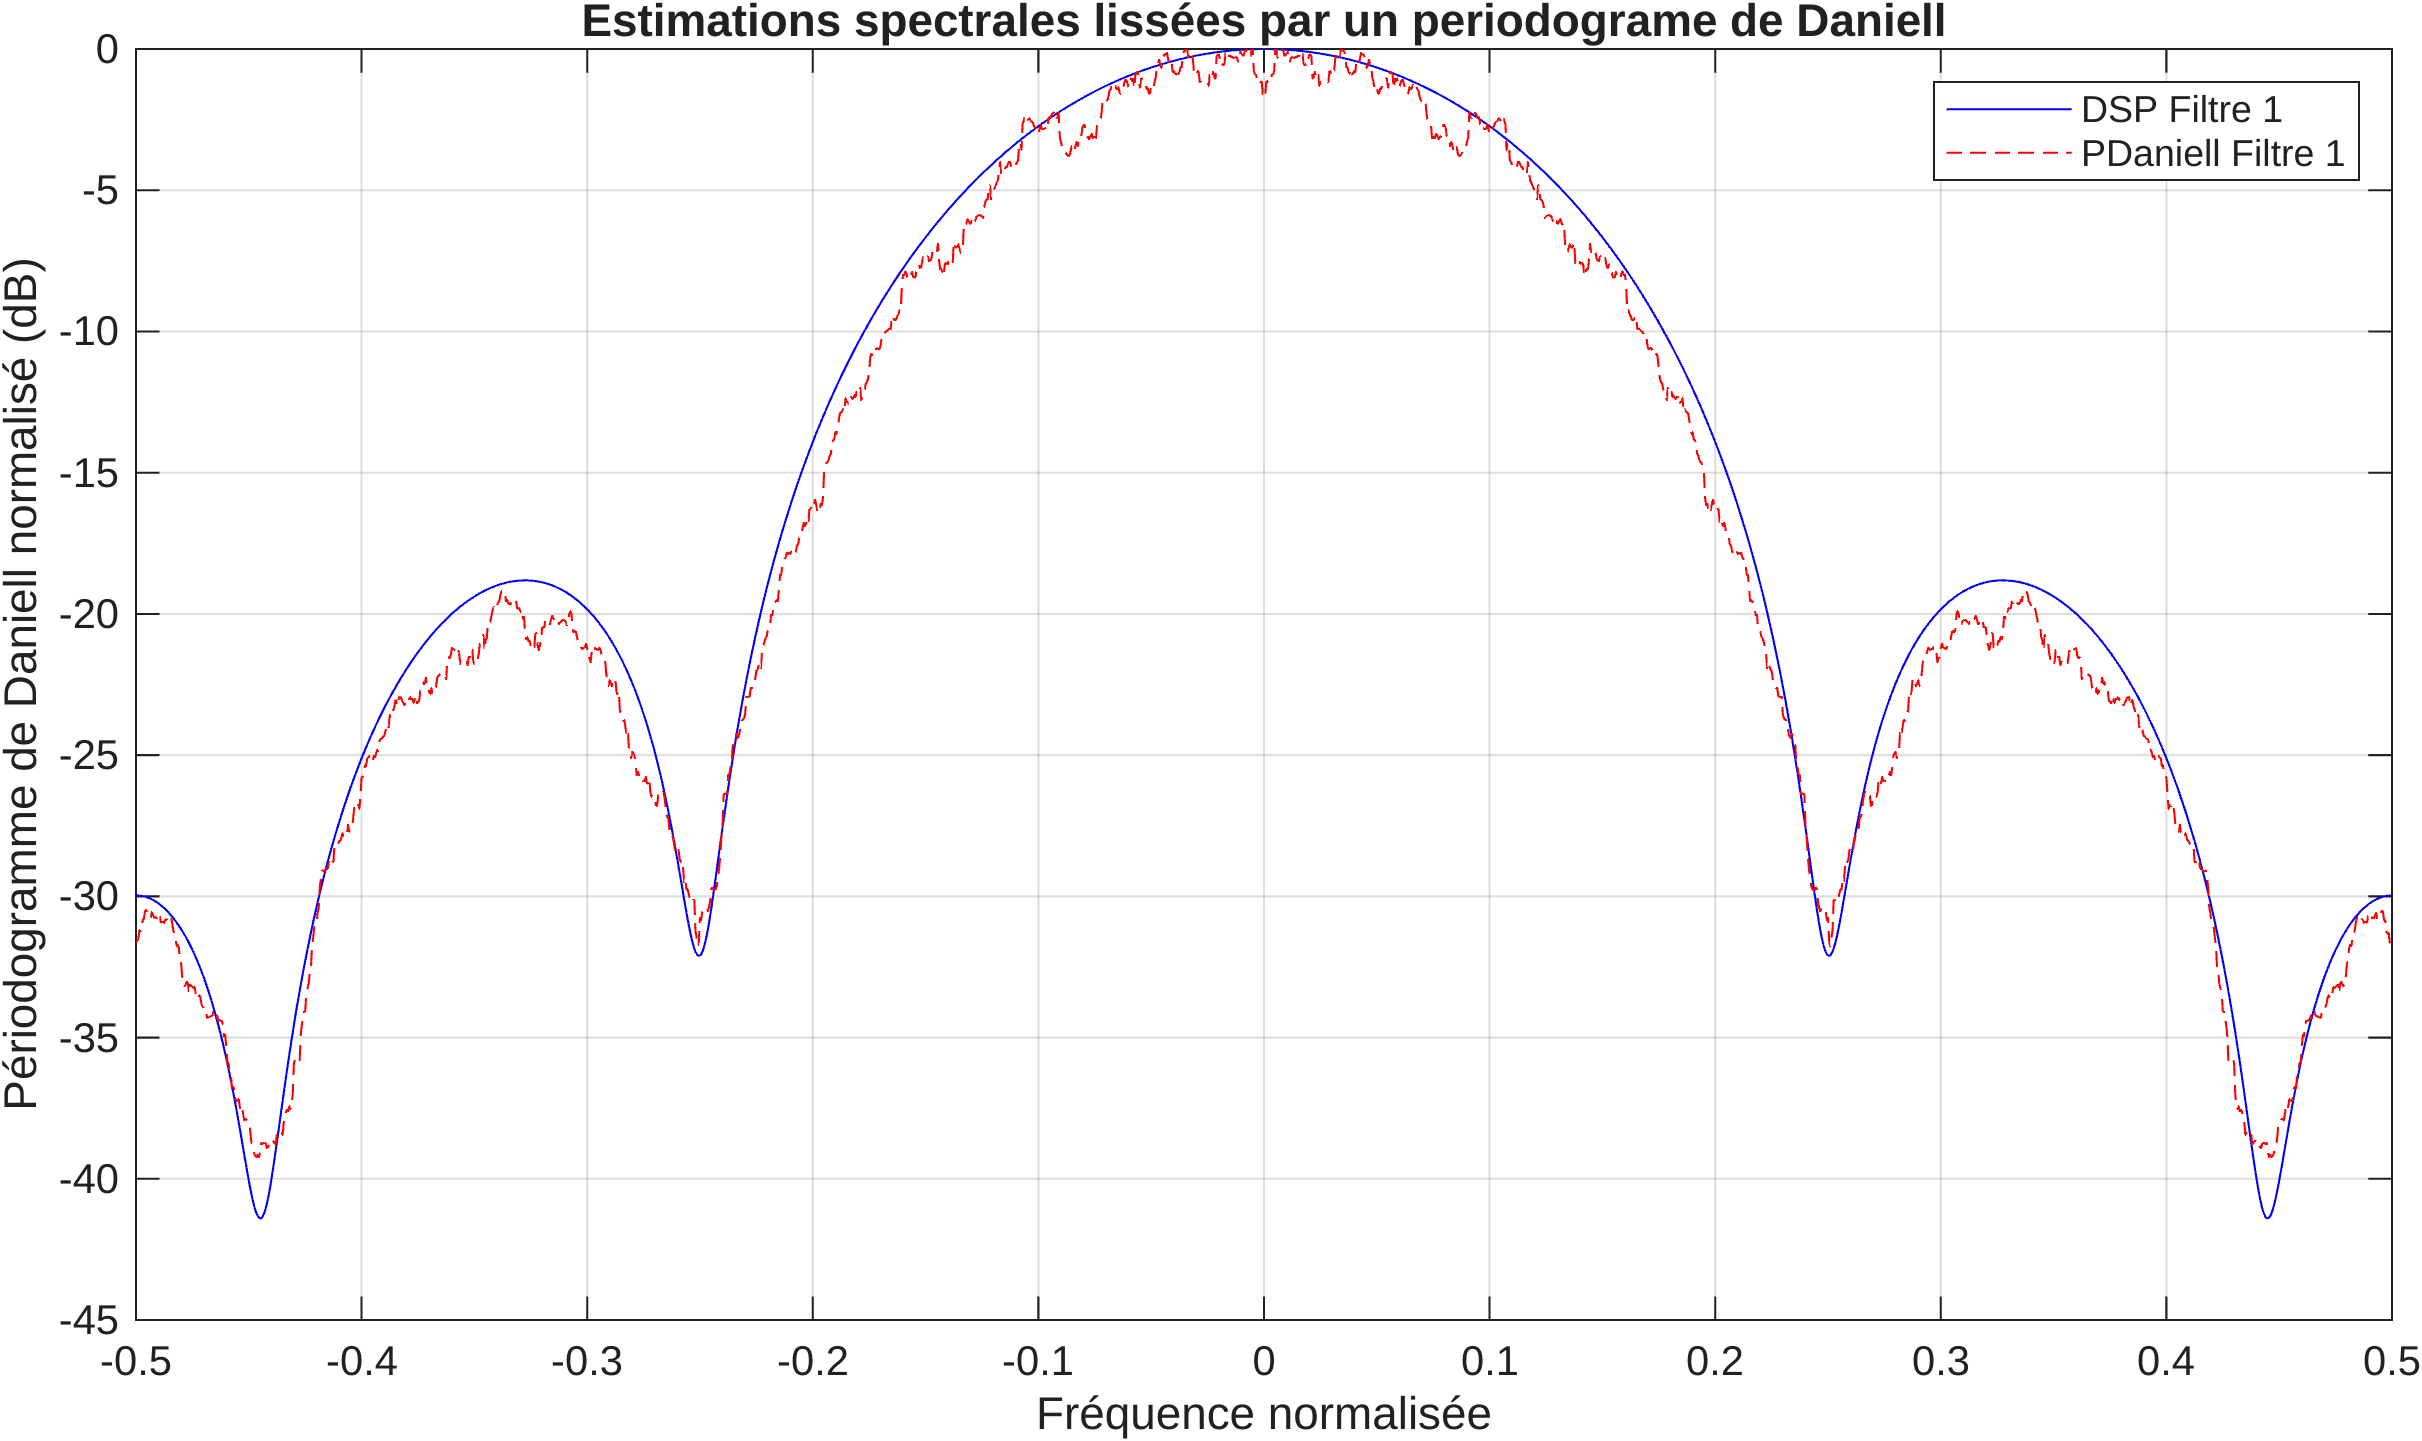 Estimations spectrales lissées par un periodograme de Daniell
DSP Filtre 1
PDaniell Filtre 1
Périodogramme de Daniell normalisé (dB)
0
-5
-10
-15
-20
-25
-30
-35
-40
-45
-0.5 -0.4 -0.3 -0.2 -0.1 0 0.1 0.2 0.3 0.4 0.5
Fréquence normalisée